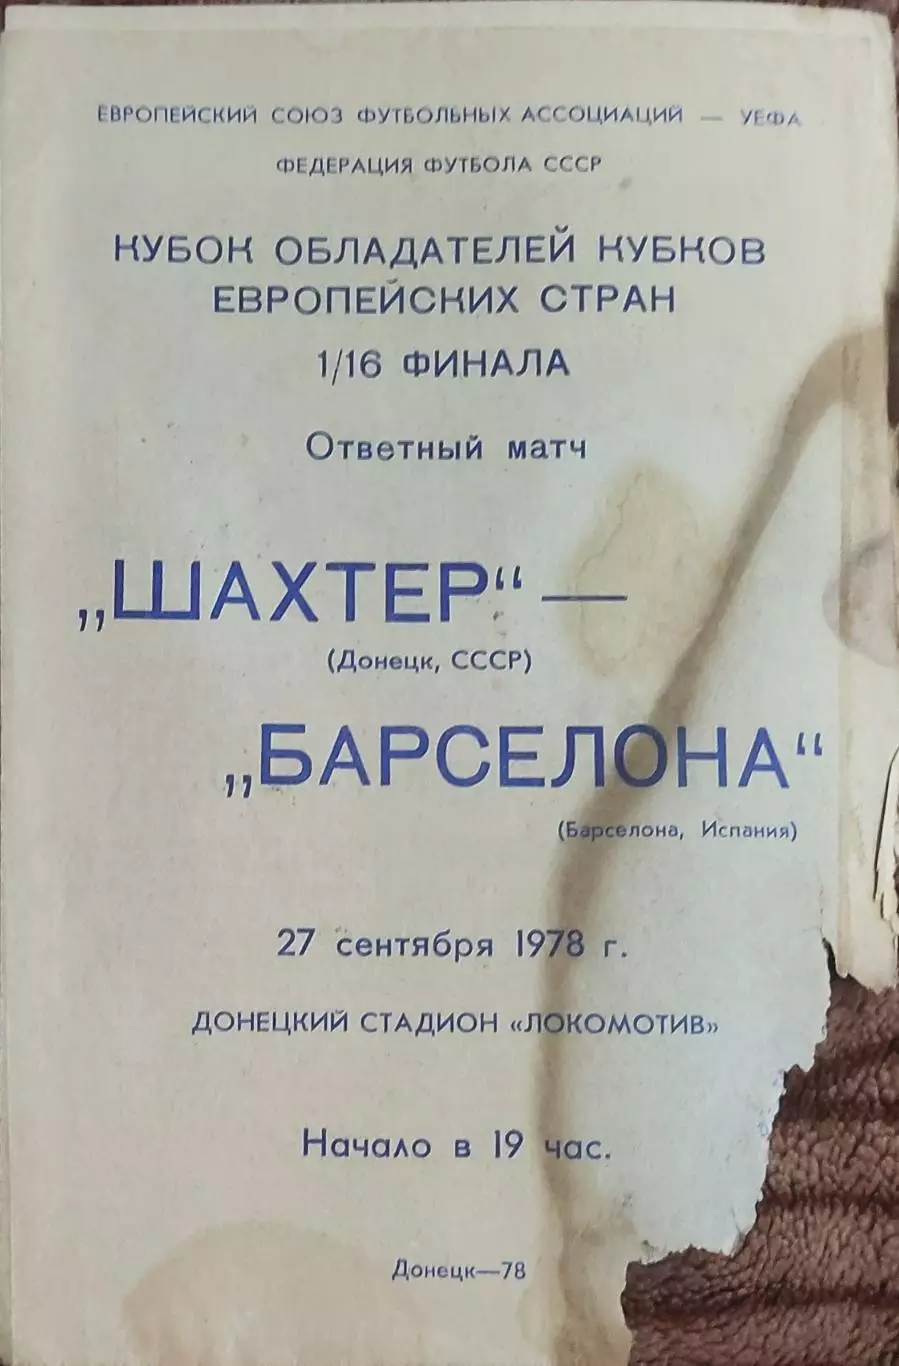 ЕВРОПЕЙСКИЙ СОЮЗ ФУТБОЛЬНЫХ АССОЦИАЦИЙ — УЕФА
ФЕДЕРАЦИЯ ФУТБОЛА СССР
КУБОК ОБЛАДАТЕЛЕЙ КУБКОВ
ЕВРОПЕЙСКИХ СТРАН
1/16 ФИНАЛА
Ответный матч
„ШАХТЕР“ —
(Донецк, СССР)
„БАРСЕЛОНА“
(Барселона, Испания)
27 сентября 1978 г.
ДОНЕЦКИЙ СТАДИОН «ЛОКОМОТИВ»
Начало в 19 час.
Донецк—78